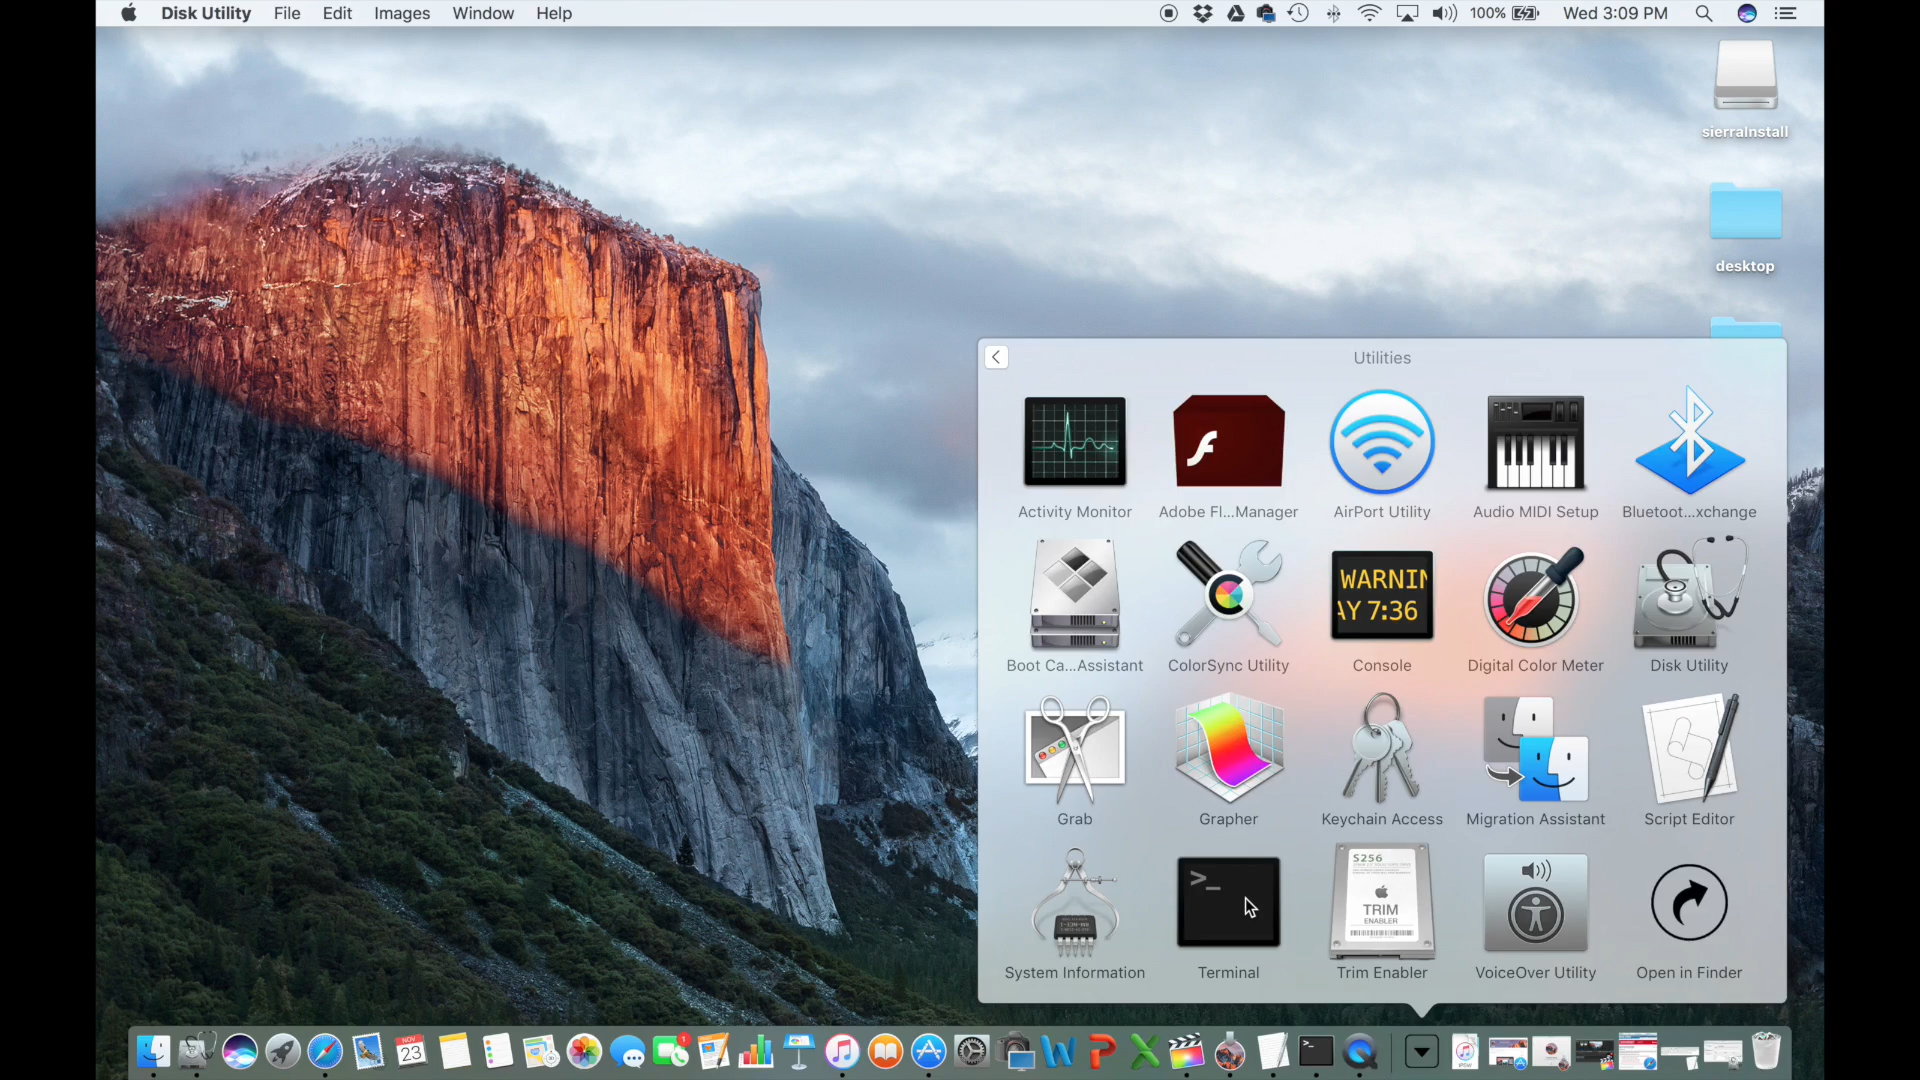 Disk Utility File Edit Images Window Help 100% Wed 3:09 PM
sierraInstall
desktop
Utilities
Activity Monitor Adobe Fl...Manager AirPort Utility Audio MIDI Setup Bluetoot...xchange
WARNIN
AY 7:36
Boot Ca...Assistant ColorSync Utility Console Digital Color Meter Disk Utility
Grab Grapher Keychain Access Migration Assistant Script Editor
S256
TRIM
ENABLER
>_
System Information Terminal Trim Enabler VoiceOver Utility Open in Finder
NOV
23
1